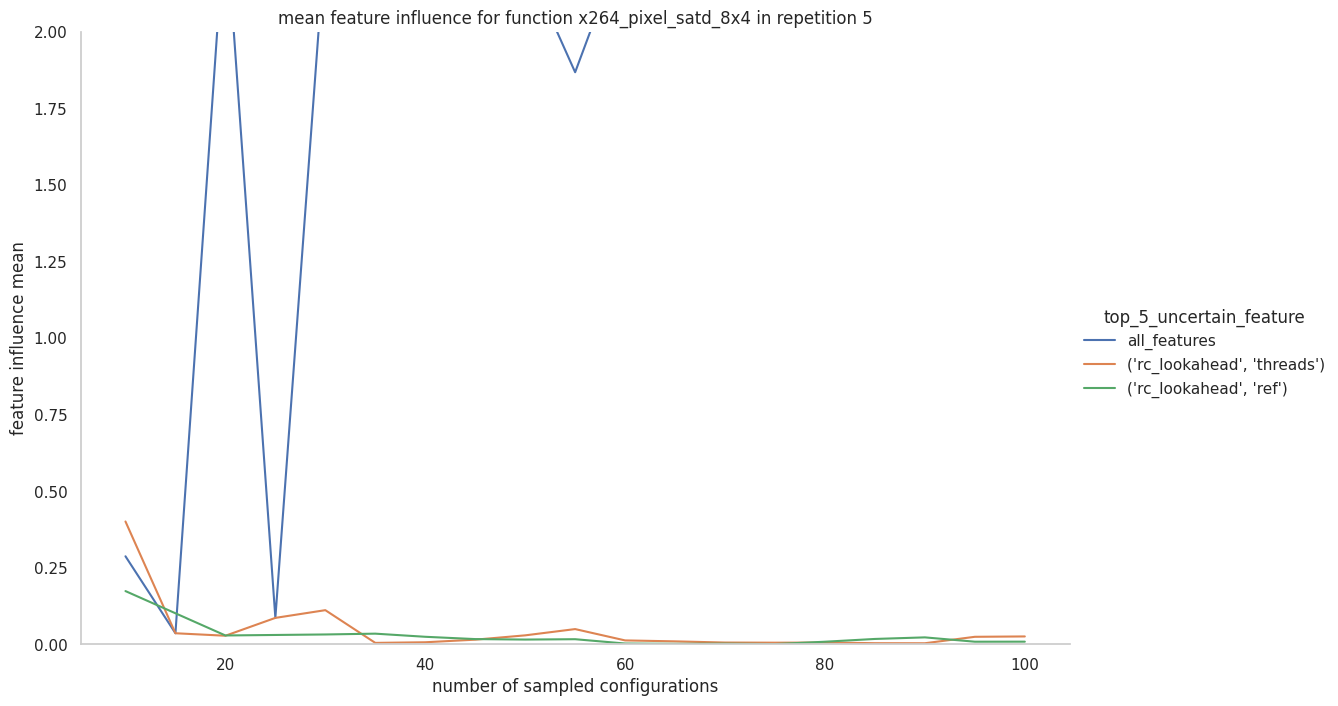 mean feature influence for function x264_pixel_satd_8x4 in repetition 5
2.00
1.75
1.50
1.25
1.00
0.75
0.50
0.25
0.00
feature influence mean
20
40
60
80
100
number of sampled configurations
top_5_uncertain_feature
all_features
('rc_lookahead', 'threads')
('rc_lookahead', 'ref')